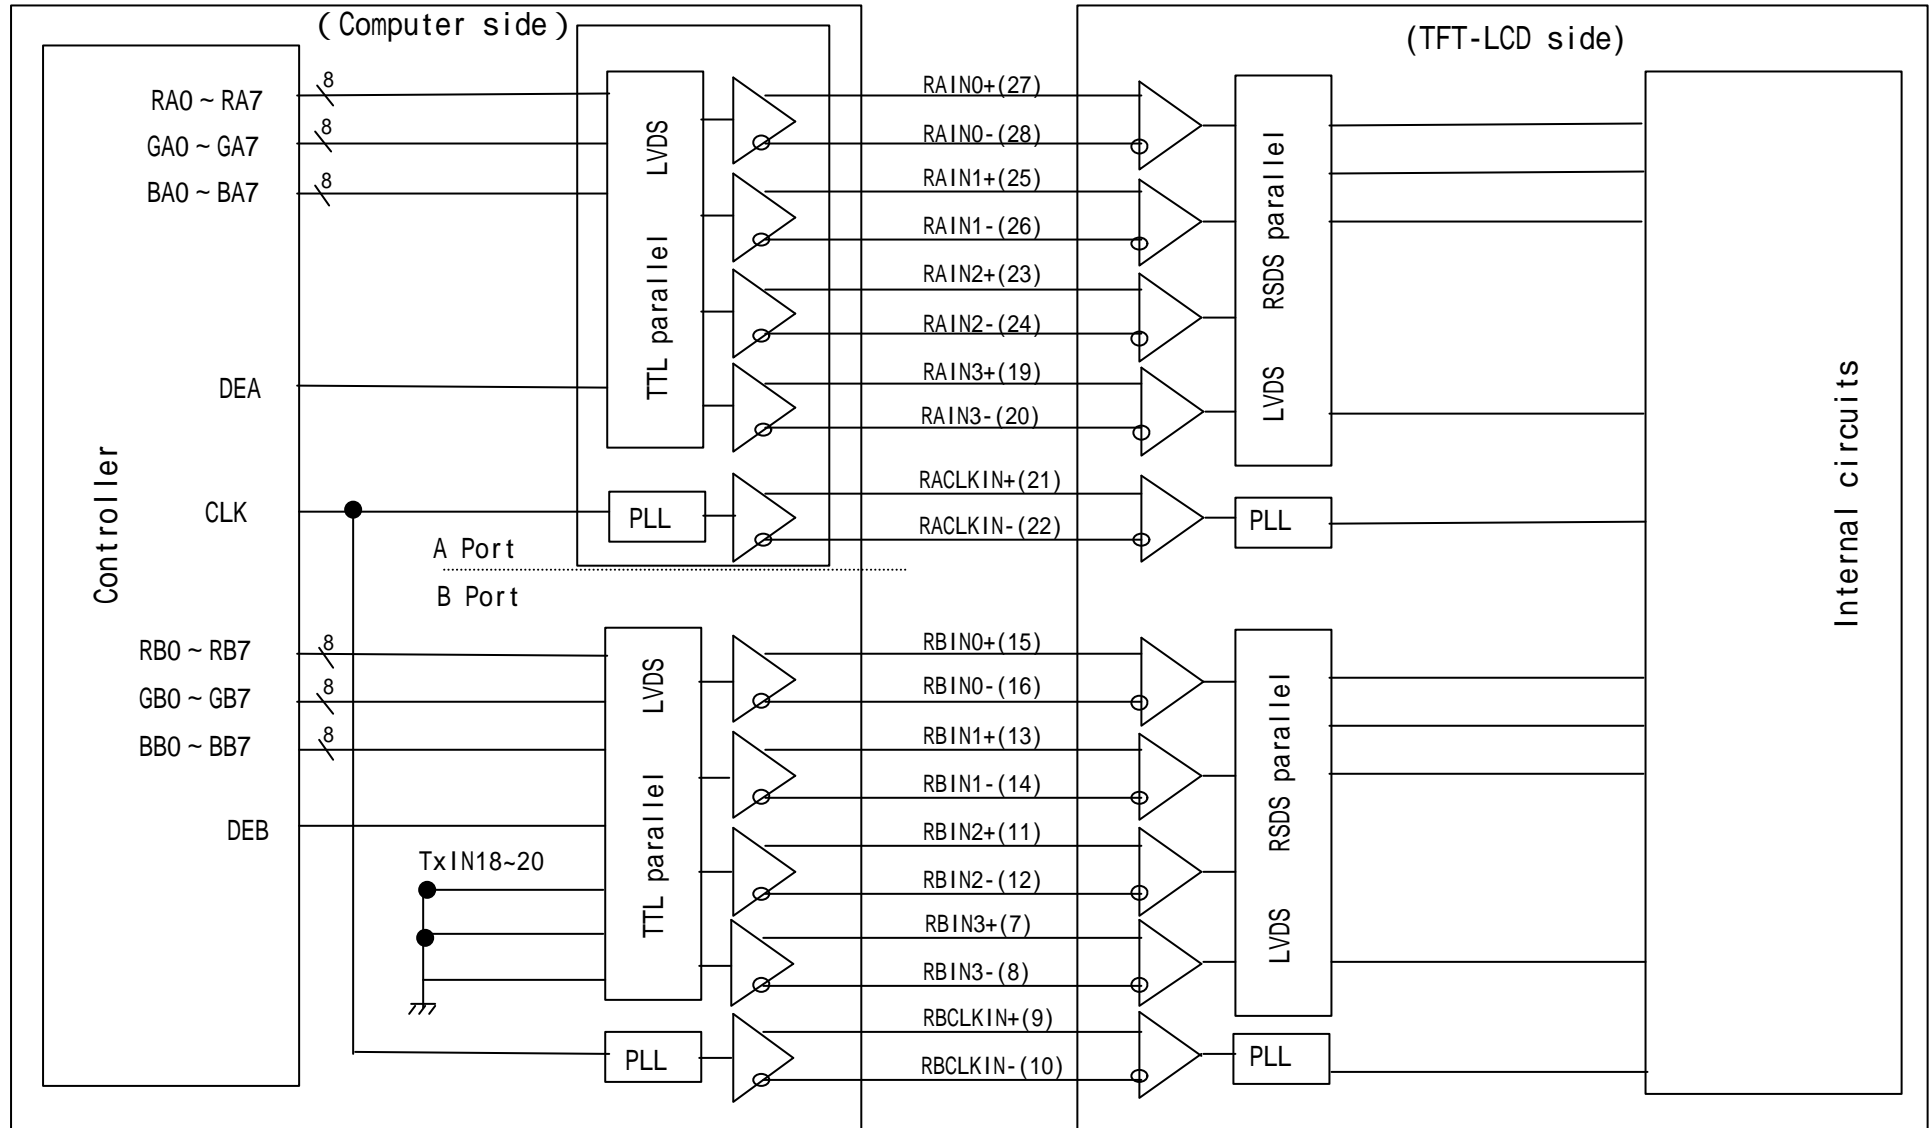 (Computer side)
(TFT-LCD side)
Controller
RA0 ~ RA7
8
GA0 ~ GA7
8
BA0 ~ BA7
8
DEA
CLK
TTL parallel LVDS
PLL
A Port
B Port
RAIN0+(27)
RAIN0-(28)
RAIN1+(25)
RAIN1-(26)
RAIN2+(23)
RAIN2-(24)
RAIN3+(19)
RAIN3-(20)
RACLKIN+(21)
RACLKIN-(22)
LVDS RSDS parallel
PLL
Internal circuits
RB0 ~ RB7
8
GB0 ~ GB7
8
BB0 ~ BB7
8
DEB
TxIN18~20
TTL parallel LVDS
PLL
RBIN0+(15)
RBIN0-(16)
RBIN1+(13)
RBIN1-(14)
RBIN2+(11)
RBIN2-(12)
RBIN3+(7)
RBIN3-(8)
RBCLKIN+(9)
RBCLKIN-(10)
LVDS RSDS parallel
PLL